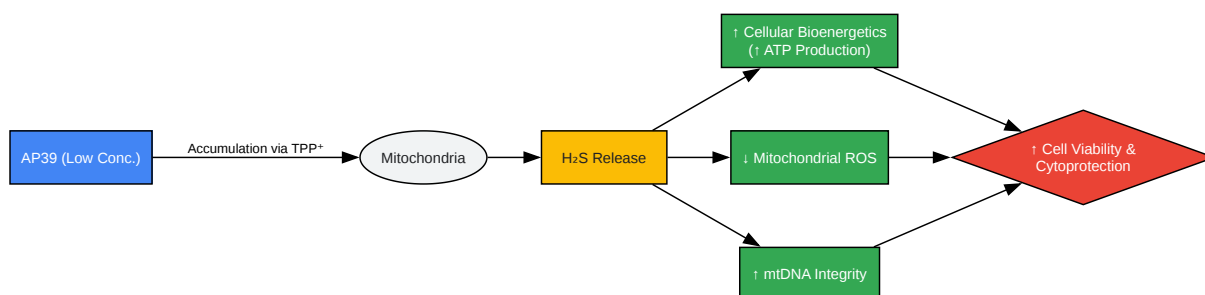 AP39 (Low Conc.)
Accumulation via TPP⁺
Mitochondria
H₂S Release
↑ Cellular Bioenergetics
(↑ ATP Production)
↓ Mitochondrial ROS
↑ mtDNA Integrity
↑ Cell Viability &
Cytoprotection